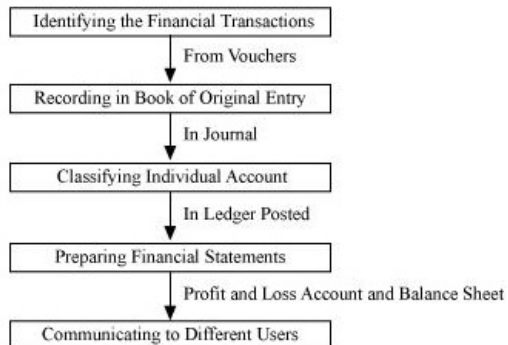 Identifying the Financial Transactions
From Vouchers
Recording in Book of Original Entry
In Journal
Classifying Individual Account
In Ledger Posted
Preparing Financial Statements
Profit and Loss Account and Balance Sheet
Communicating to Different Users